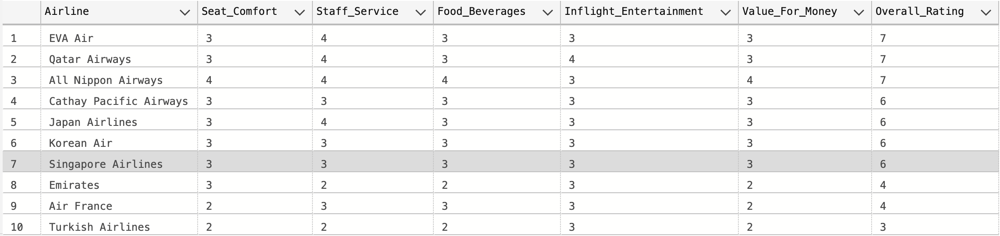 Airline Seat_Comfort Staff_Service Food_Beverages Inflight_Entertainment Value_For_Money Overall_Rating
1 EVA Air 3 4 3 3 3 7
2 Qatar Airways 3 4 3 4 3 7
3 All Nippon Airways 4 4 4 3 4 7
4 Cathay Pacific Airways 3 3 3 3 3 6
5 Japan Airlines 3 4 3 3 3 6
6 Korean Air 3 3 3 3 3 6
7 Singapore Airlines 3 3 3 3 3 6
8 Emirates 3 2 2 3 2 4
9 Air France 2 3 3 3 2 4
10 Turkish Airlines 2 2 2 3 2 3